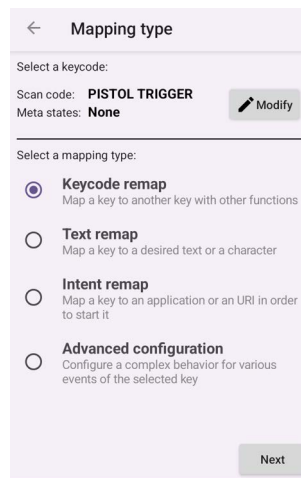 Mapping type
Select a keycode:
Scan code: PISTOL TRIGGER
Meta states: None
Modify
Select a mapping type:
Keycode remap
Map a key to another key with other functions
Text remap
Map a key to a desired text or a character
Intent remap
Map a key to an application or an URI in order
to start it
Advanced configuration
Configure a complex behavior for various
events of the selected key
Next